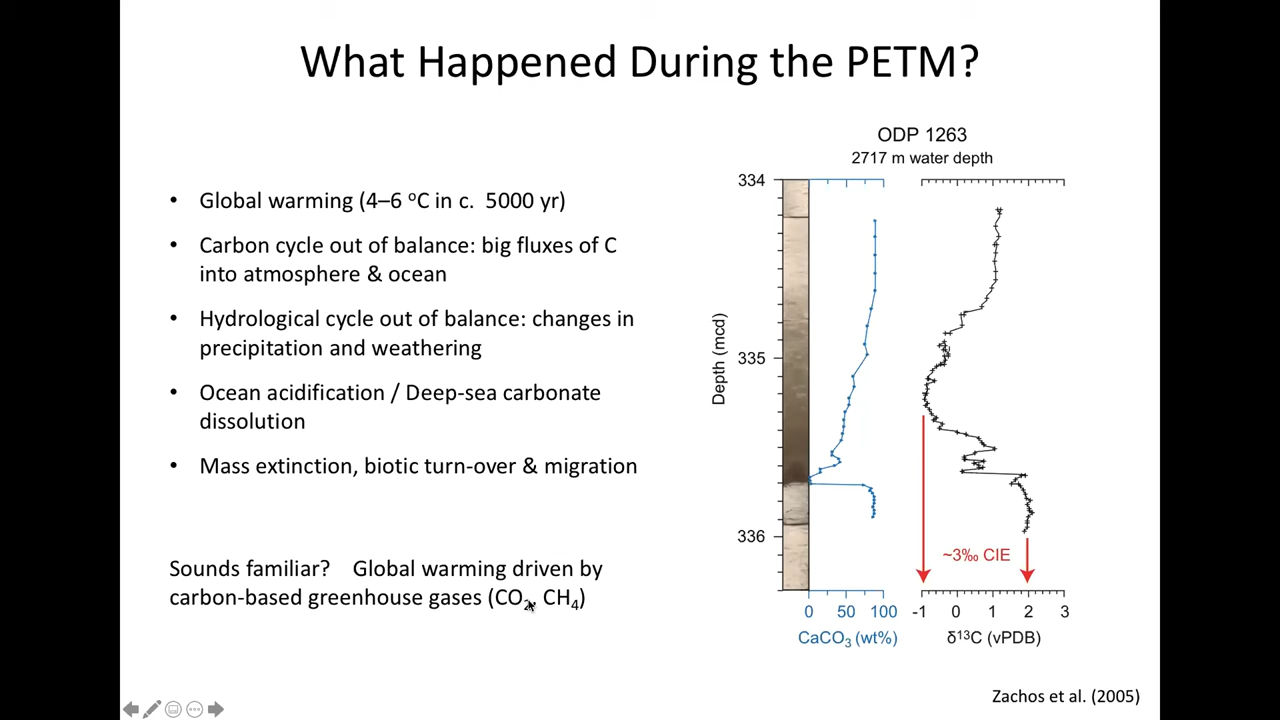 What Happened During the PETM?
• Global warming (4–6 ºC in c. 5000 yr)
• Carbon cycle out of balance: big fluxes of C
into atmosphere & ocean
• Hydrological cycle out of balance: changes in
precipitation and weathering
• Ocean acidification / Deep-sea carbonate
dissolution
• Mass extinction, biotic turn-over & migration
Sounds familiar? Global warming driven by
carbon-based greenhouse gases (CO₂, CH₄)
ODP 1263
2717 m water depth
334
335
336
Depth (mcd)
~3‰ CIE
0 50 100
CaCO₃ (wt%)
-1 0 1 2 3
δ¹³C (vPDB)
Zachos et al. (2005)